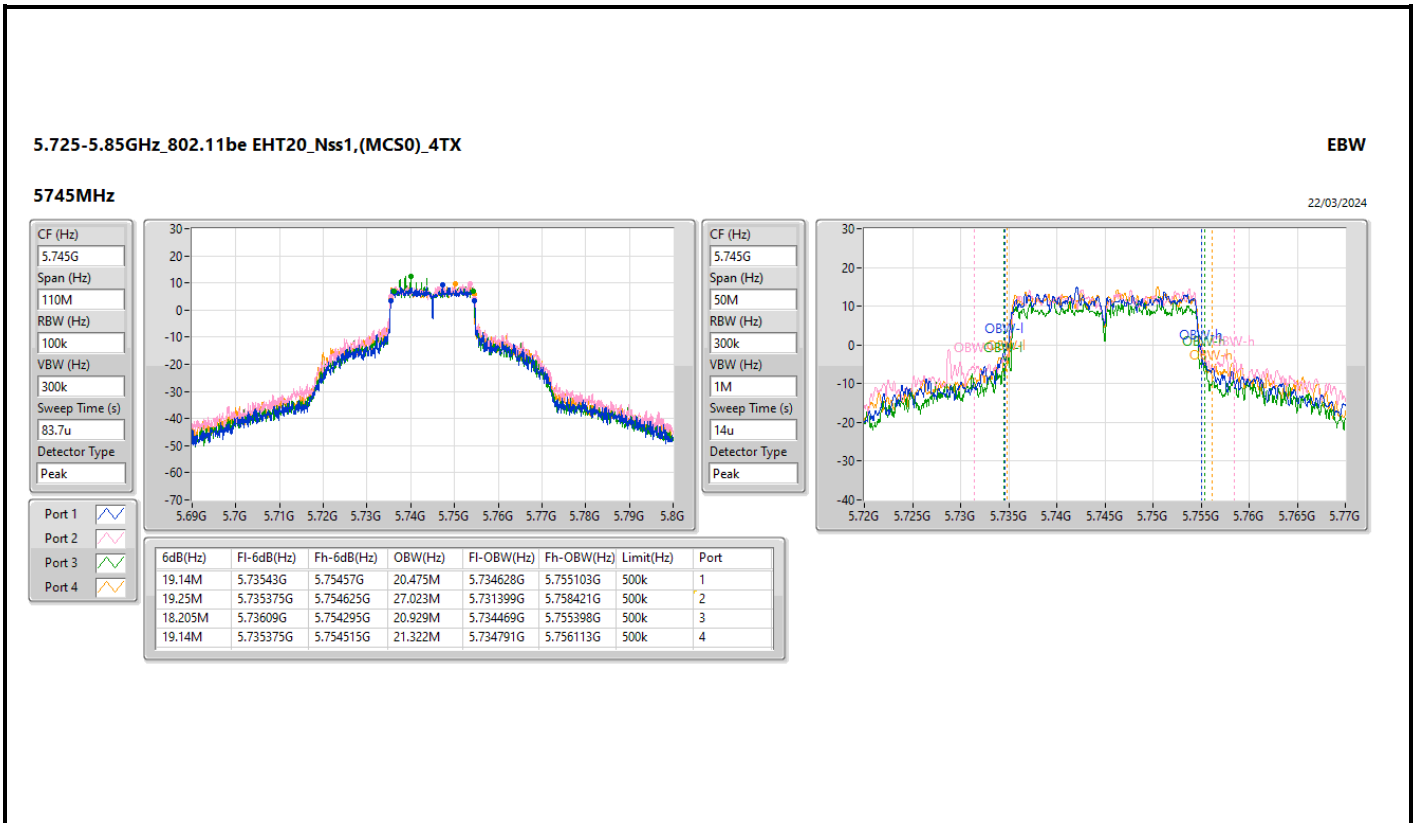 5.725-5.85GHz_802.11be EHT20_Nss1,(MCS0)_4TX
EBW
5745MHz
22/03/2024
CF (Hz)
5.745G
Span (Hz)
110M
RBW (Hz)
100k
VBW (Hz)
300k
Sweep Time (s)
83.7u
Detector Type
Peak
30
20
10
0
-10
-20
-30
-40
-50
-60
-70
5.69G 5.7G 5.71G 5.72G 5.73G 5.74G 5.75G 5.76G 5.77G 5.78G 5.79G 5.8G
CF (Hz)
5.745G
Span (Hz)
50M
RBW (Hz)
300k
VBW (Hz)
1M
Sweep Time (s)
14u
Detector Type
Peak
30
20
10
0
-10
-20
-30
-40
OBW-l
OBW-h
OBW-h
5.72G 5.725G 5.73G 5.735G 5.74G 5.745G 5.75G 5.755G 5.76G 5.765G 5.77G
Port 1
Port 2
Port 3
Port 4
6dB(Hz) Fl-6dB(Hz) Fh-6dB(Hz) OBW(Hz) Fl-OBW(Hz) Fh-OBW(Hz) Limit(Hz) Port
19.14M 5.73543G 5.75457G 20.475M 5.734628G 5.755103G 500k 1
19.25M 5.735375G 5.754625G 27.023M 5.731399G 5.758421G 500k 2
18.205M 5.73609G 5.754295G 20.929M 5.734469G 5.755398G 500k 3
19.14M 5.735375G 5.754515G 21.322M 5.734791G 5.756113G 500k 4